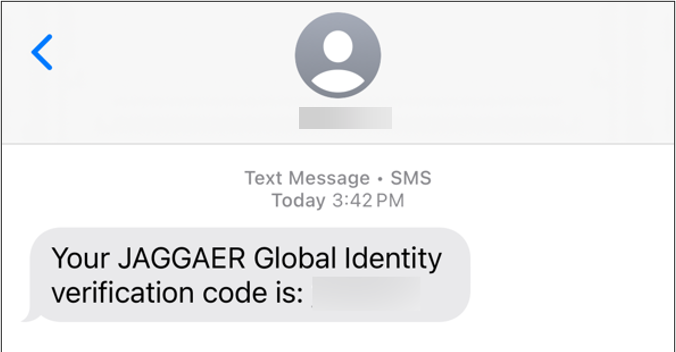 Text Message • SMS
Today 3:42 PM
Your JAGGAER Global Identity
verification code is: